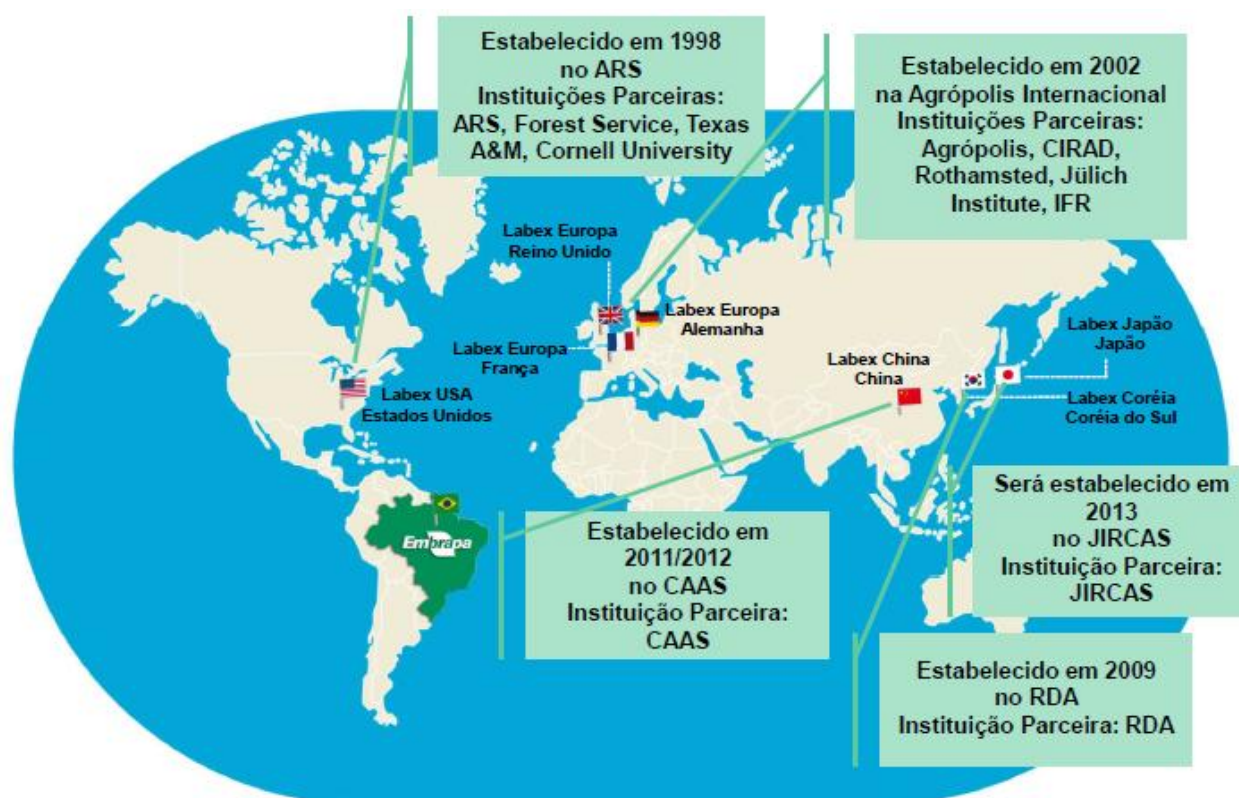 Estabelecido em 1998
no ARS
Instituições Parceiras:
ARS, Forest Service, Texas
A&M, Cornell University
Estabelecido em 2002
na Agrópolis Internacional
Instituições Parceiras:
Agrópolis, CIRAD,
Rothamsted, Jülich
Institute, IFR
Labex Europa
Reino Unido
Labex Europa
Alemanha
Labex Europa
França
Labex USA
Estados Unidos
Labex China
China
Labex Japão
Japão
Labex Coréia
Coréia do Sul
Embrapa
Estabelecido em
2011/2012
no CAAS
Instituição Parceira:
CAAS
Será estabelecido em
2013
no JIRCAS
Instituição Parceira:
JIRCAS
Estabelecido em 2009
no RDA
Instituição Parceira: RDA